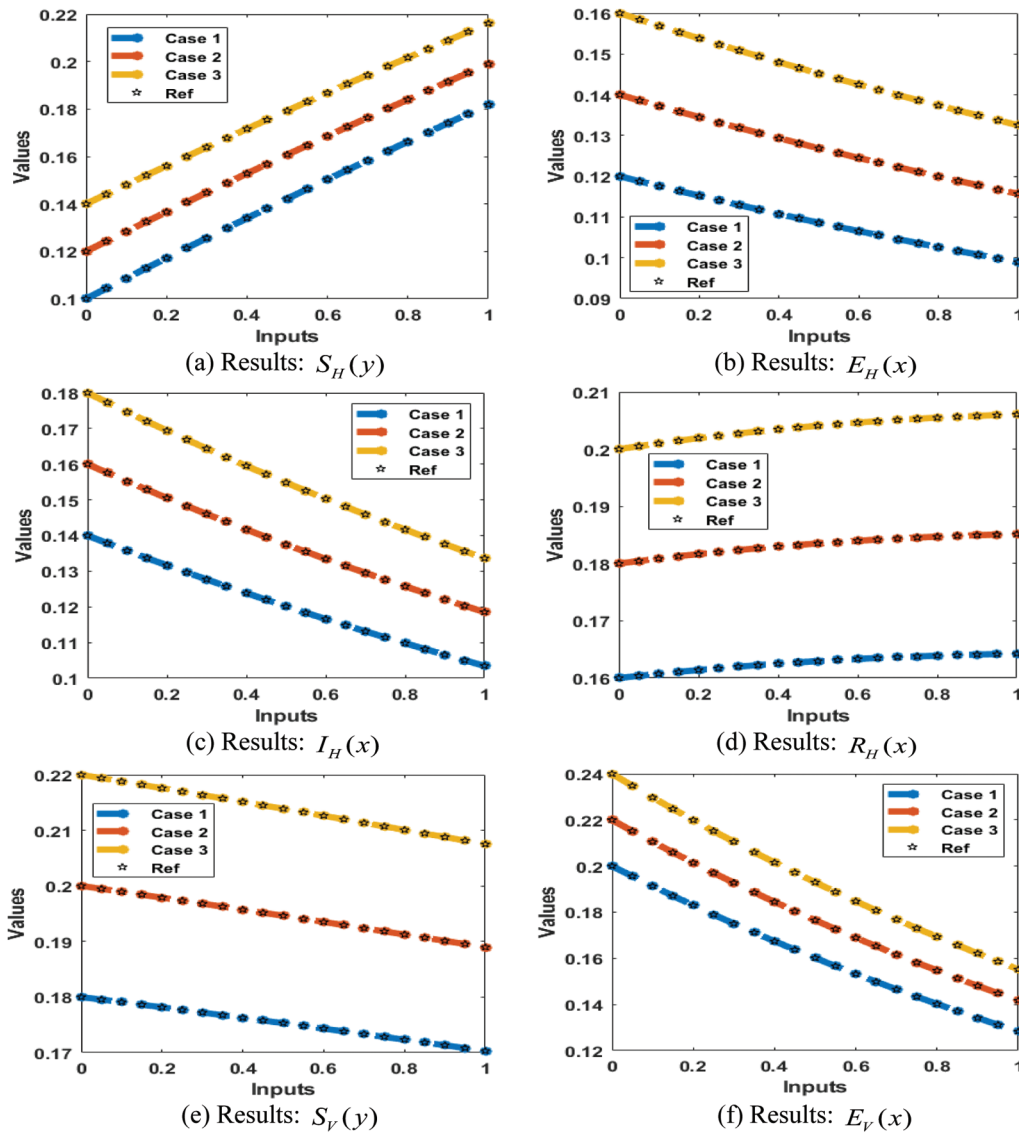 0.22
0.2
0.18
0.16
0.14
0.12
0.1
Values
Case 1
Case 2
Case 3
Ref
0 0.2 0.4 0.6 0.8 1
Inputs
(a) Results: S_H(y)
0.16
0.15
0.14
0.13
0.12
0.11
0.1
0.09
Values
Case 1
Case 2
Case 3
Ref
0 0.2 0.4 0.6 0.8 1
Inputs
(b) Results: E_H(x)
0.18
0.17
0.16
0.15
0.14
0.13
0.12
0.11
0.1
Values
Case 1
Case 2
Case 3
Ref
0 0.2 0.4 0.6 0.8 1
Inputs
(c) Results: I_H(x)
0.21
0.2
0.19
0.18
0.17
0.16
Values
Case 1
Case 2
Case 3
Ref
0 0.2 0.4 0.6 0.8 1
Inputs
(d) Results: R_H(x)
0.22
0.21
0.2
0.19
0.18
0.17
Values
Case 1
Case 2
Case 3
Ref
0 0.2 0.4 0.6 0.8 1
Inputs
(e) Results: S_V(y)
0.24
0.22
0.2
0.18
0.16
0.14
0.12
Values
Case 1
Case 2
Case 3
Ref
0 0.2 0.4 0.6 0.8 1
Inputs
(f) Results: E_V(x)